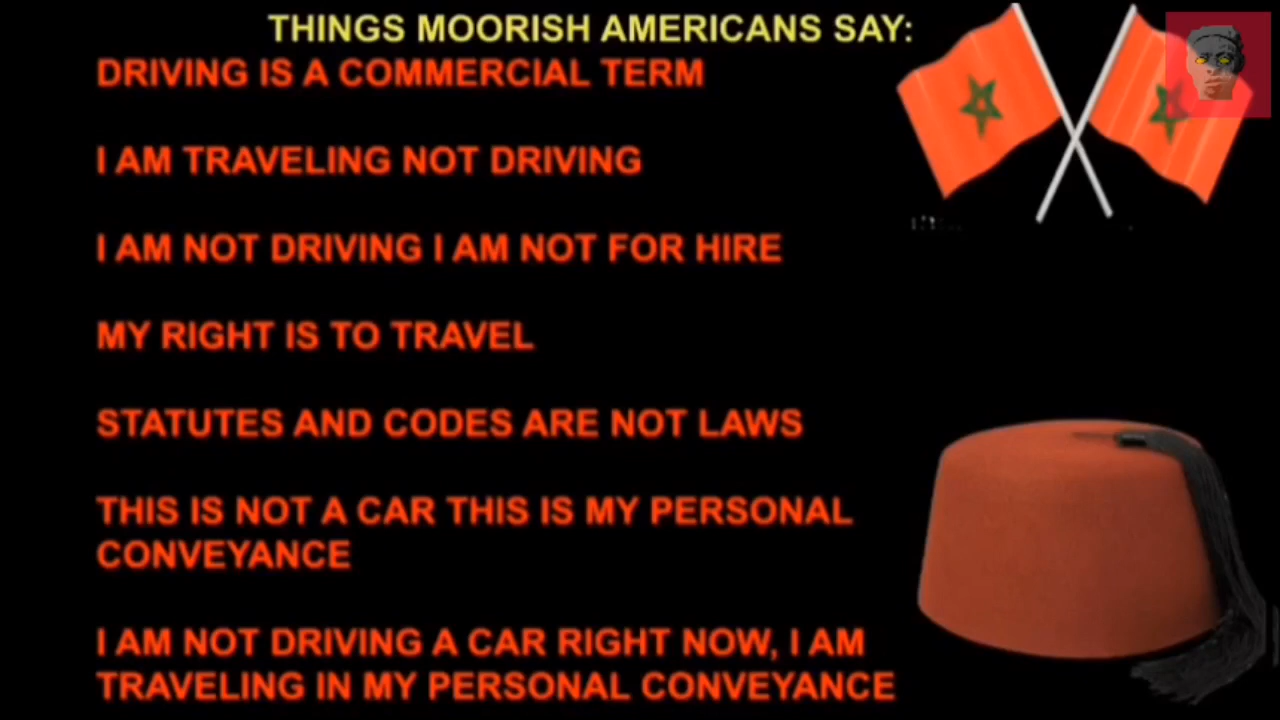 THINGS MOORISH AMERICANS SAY:
DRIVING IS A COMMERCIAL TERM
I AM TRAVELING NOT DRIVING
I AM NOT DRIVING I AM NOT FOR HIRE
MY RIGHT IS TO TRAVEL
STATUTES AND CODES ARE NOT LAWS
THIS IS NOT A CAR THIS IS MY PERSONAL
CONVEYANCE
I AM NOT DRIVING A CAR RIGHT NOW, I AM
TRAVELING IN MY PERSONAL CONVEYANCE